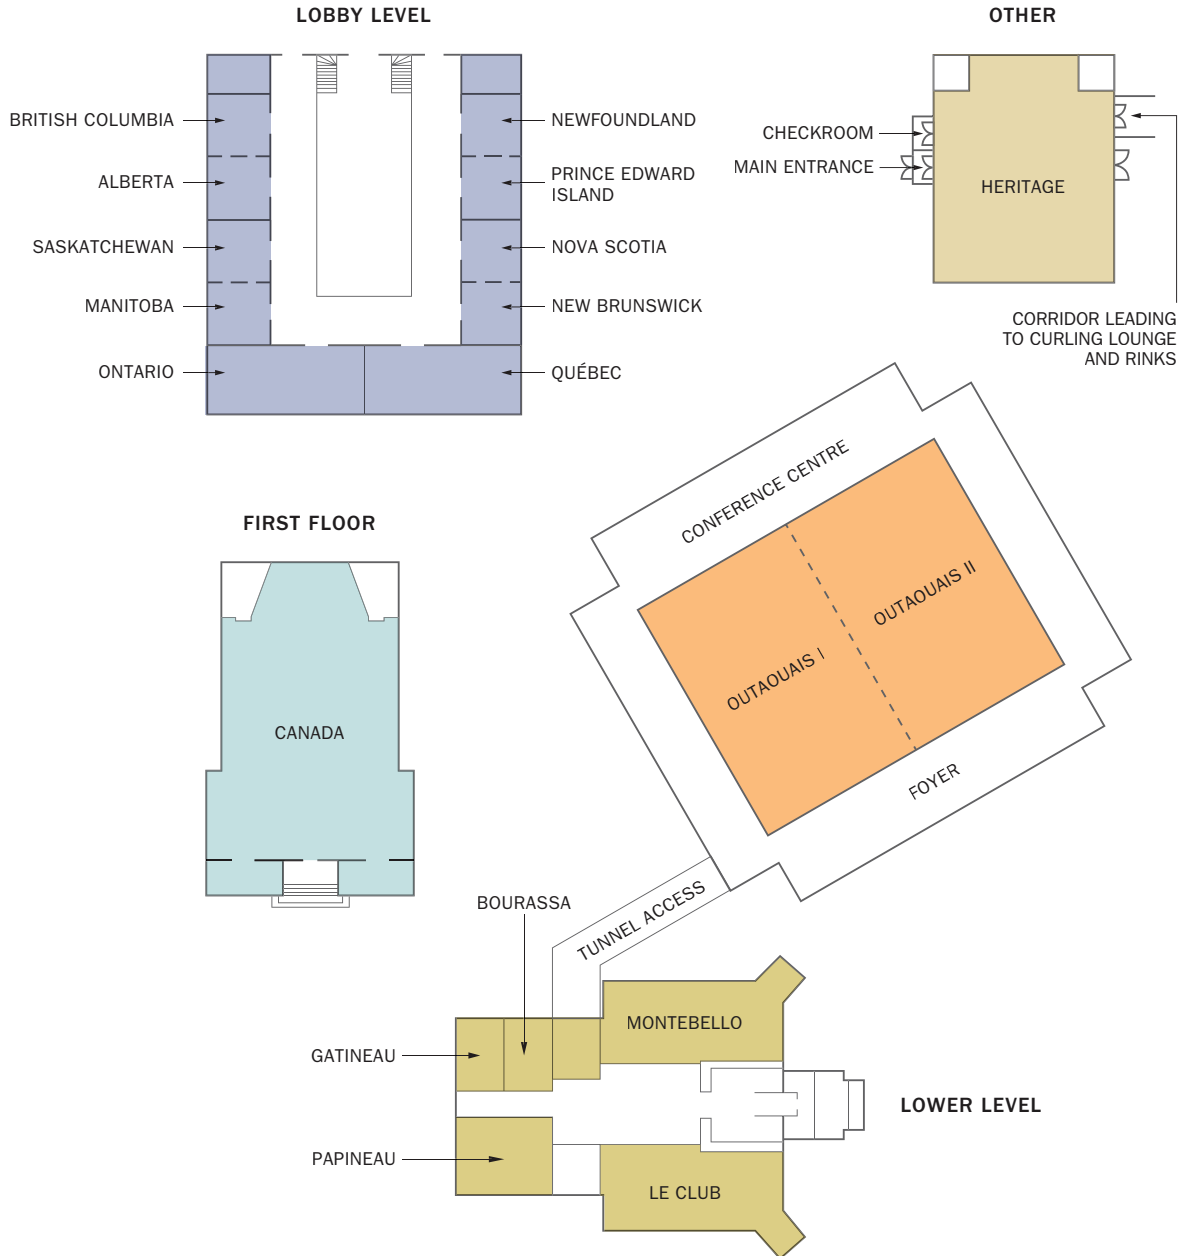 LOBBY LEVEL
BRITISH COLUMBIA
ALBERTA
SASKATCHEWAN
MANITOBA
ONTARIO
NEWFOUNDLAND
PRINCE EDWARD
ISLAND
NOVA SCOTIA
NEW BRUNSWICK
QUÉBEC
OTHER
CHECKROOM
MAIN ENTRANCE
HERITAGE
CORRIDOR LEADING
TO CURLING LOUNGE
AND RINKS
FIRST FLOOR
CANADA
CONFERENCE CENTRE
OUTAOUAIS I
OUTAOUAIS II
FOYER
TUNNEL ACCESS
BOURASSA
MONTEBELLO
GATINEAU
LOWER LEVEL
PAPINEAU
LE CLUB